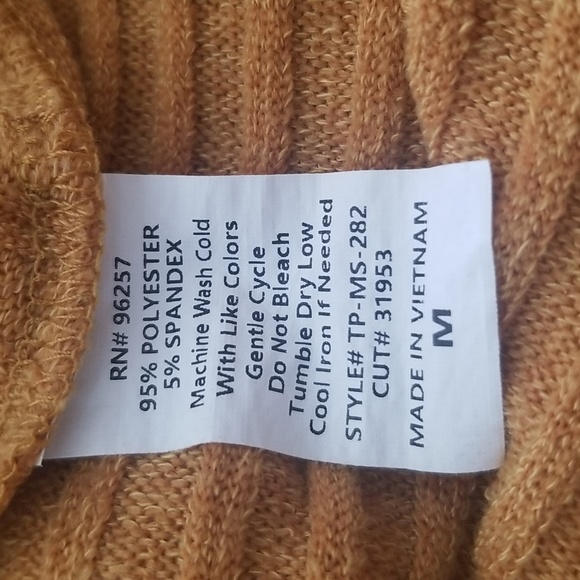 RN# 96257
95% POLYESTER
5% SPANDEX
Machine Wash Cold
With Like Colors
Gentle Cycle
Do Not Bleach
Tumble Dry Low
Cool Iron If Needed
STYLE# TP-MS-282
CUT# 31953
MADE IN VIETNAM
M